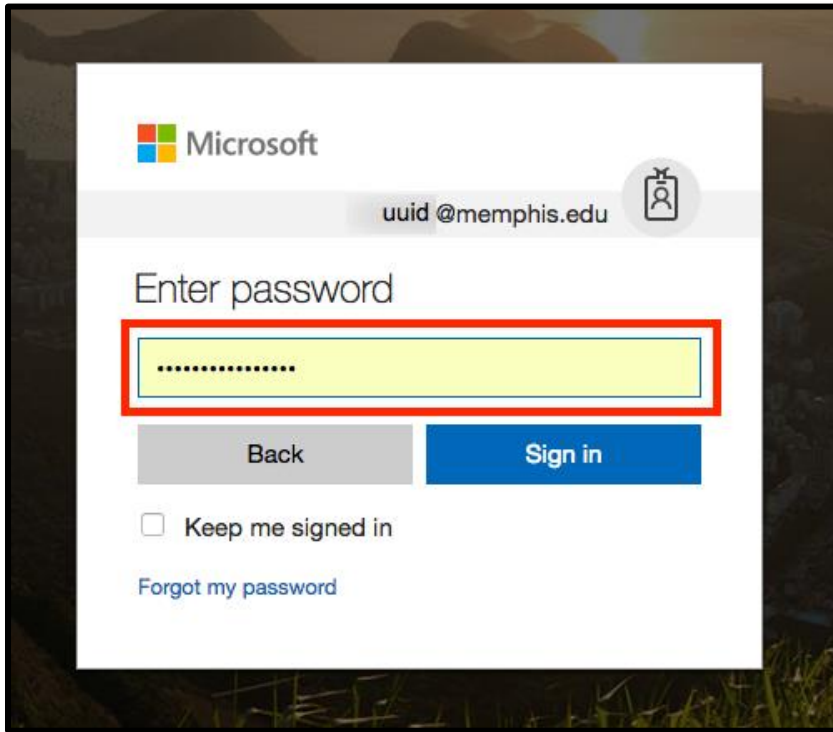 Microsoft
uuid @memphis.edu
Enter password
••••••••••••••••
Back
Sign in
Keep me signed in
Forgot my password